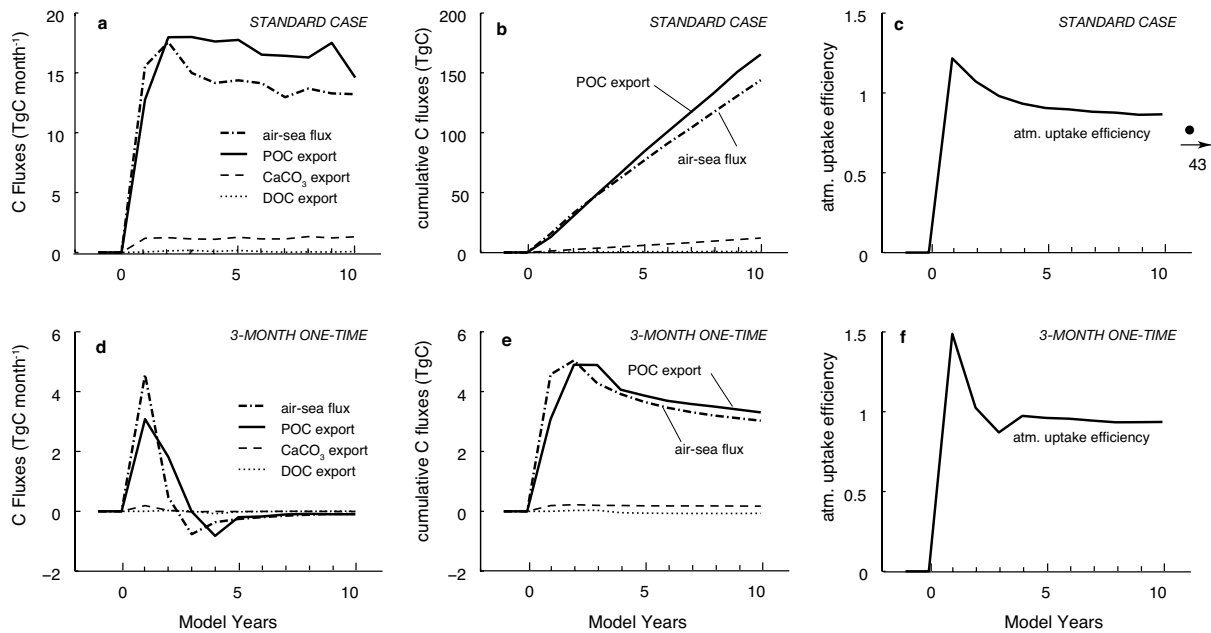 a
STANDARD CASE
C Fluxes (TgC month⁻¹)
20
15
10
5
0
air-sea flux
POC export
CaCO₃ export
DOC export
0
5
10
b
STANDARD CASE
cumulative C fluxes (TgC)
200
150
100
50
0
POC export
air-sea flux
0
5
10
c
STANDARD CASE
atm. uptake efficiency
1.5
1
0.5
0
atm. uptake efficiency
43
0
5
10
d
3-MONTH ONE-TIME
C Fluxes (TgC month⁻¹)
6
4
2
0
−2
air-sea flux
POC export
CaCO₃ export
DOC export
0
5
10
Model Years
e
3-MONTH ONE-TIME
cumulative C fluxes (TgC)
6
4
2
0
−2
POC export
air-sea flux
0
5
10
Model Years
f
3-MONTH ONE-TIME
atm. uptake efficiency
1.5
1
0.5
0
atm. uptake efficiency
0
5
10
Model Years